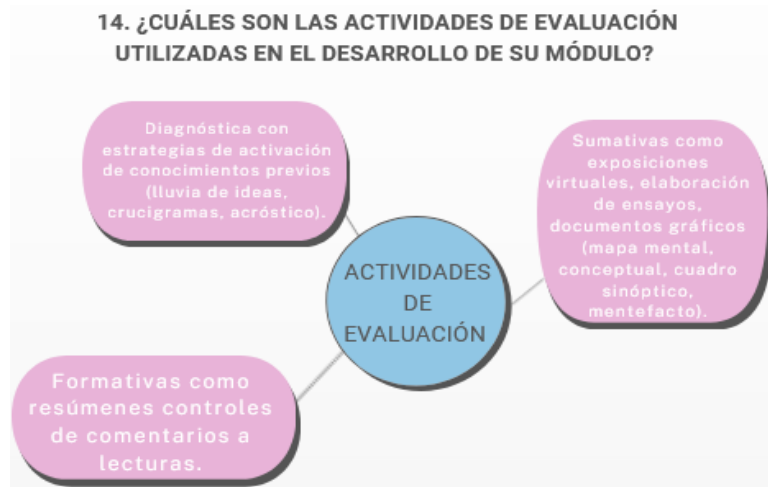 14. ¿CUÁLES SON LAS ACTIVIDADES DE EVALUACIÓN
UTILIZADAS EN EL DESARROLLO DE SU MÓDULO?
Diagnóstica con
estrategias de activación
de conocimientos previos
(lluvia de ideas,
crucigramas, acróstico).
Sumativas como
exposiciones
virtuales, elaboración
de ensayos,
documentos gráficos
(mapa mental,
conceptual, cuadro
sinóptico,
mentefacto).
ACTIVIDADES
DE
EVALUACIÓN
Formativas como
resúmenes controles
de comentarios a
lecturas.